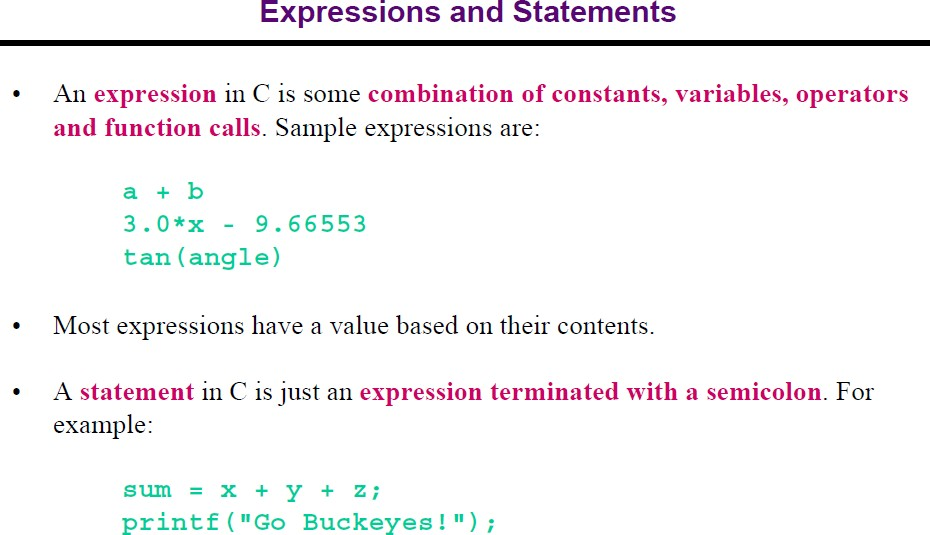 Expressions and Statements
• An expression in C is some combination of constants, variables, operators
and function calls. Sample expressions are:
a + b
3.0*x - 9.66553
tan(angle)
• Most expressions have a value based on their contents.
• A statement in C is just an expression terminated with a semicolon. For
example:
sum = x + y + z;
printf("Go Buckeyes!");